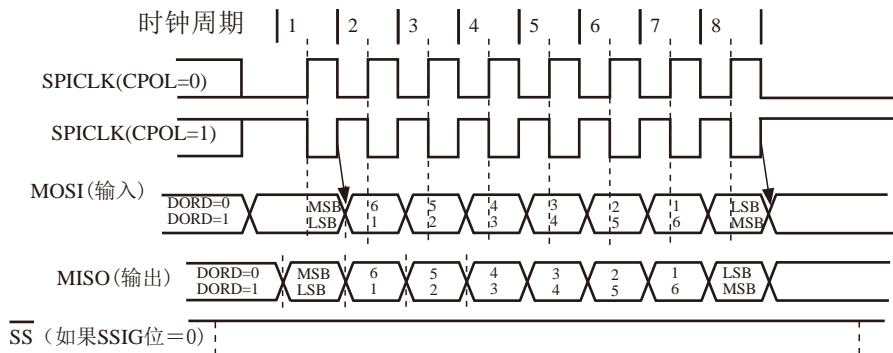 时钟周期 1 2 3 4 5 6 7 8
SPICLK(CPOL=0)
SPICLK(CPOL=1)
MOSI(输入)
DORD=0 MSB 6 5 4 3 2 1 LSB
DORD=1 LSB 1 2 3 4 5 6 MSB
MISO(输出)
DORD=0 MSB 6 5 4 3 2 1 LSB
DORD=1 LSB 1 2 3 4 5 6 MSB
SS(如果SSIG位=0)